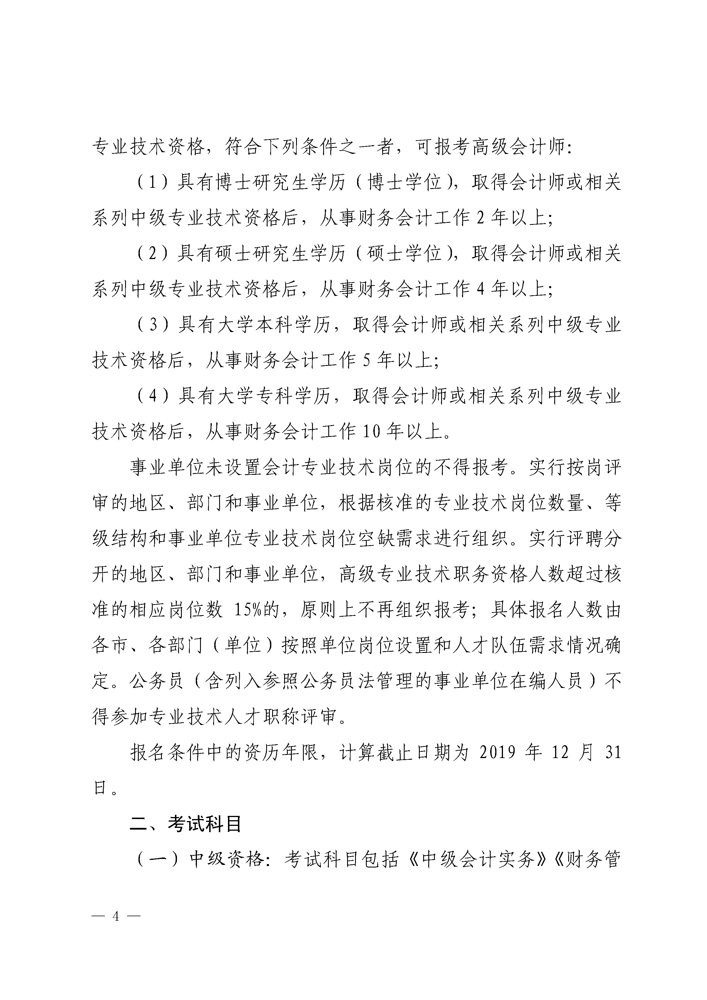 专业技术资格，符合下列条件之一者，可报考高级会计师：
（1）具有博士研究生学历（博士学位），取得会计师或相关
系列中级专业技术资格后，从事财务会计工作 2 年以上；
（2）具有硕士研究生学历（硕士学位），取得会计师或相关
系列中级专业技术资格后，从事财务会计工作 4 年以上；
（3）具有大学本科学历，取得会计师或相关系列中级专业
技术资格后，从事财务会计工作 5 年以上；
（4）具有大学专科学历，取得会计师或相关系列中级专业
技术资格后，从事财务会计工作 10 年以上。
事业单位未设置会计专业技术岗位的不得报考。实行按岗评
审的地区、部门和事业单位，根据核准的专业技术岗位数量、等
级结构和事业单位专业技术岗位空缺需求进行组织。实行评聘分
开的地区、部门和事业单位，高级专业技术职务资格人数超过核
准的相应岗位数 15%的，原则上不再组织报考；具体报名人数由
各市、各部门（单位）按照单位岗位设置和人才队伍需求情况确
定。公务员（含列入参照公务员法管理的事业单位在编人员）不
得参加专业技术人才职称评审。
报名条件中的资历年限，计算截止日期为 2019 年 12 月 31
日。
二、考试科目
（一）中级资格：考试科目包括《中级会计实务》《财务管
— 4 —